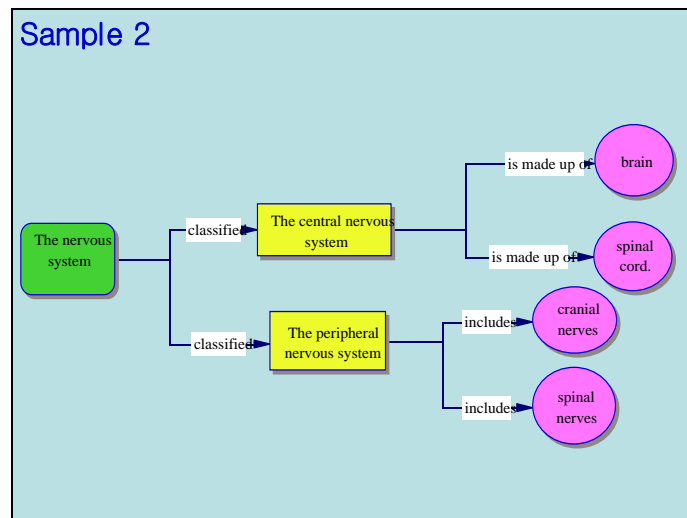 Sample 2
The nervous
system
classified
The central nervous
system
is made up of
brain
is made up of
spinal
cord.
classified
The peripheral
nervous system
includes
cranial
nerves
includes
spinal
nerves